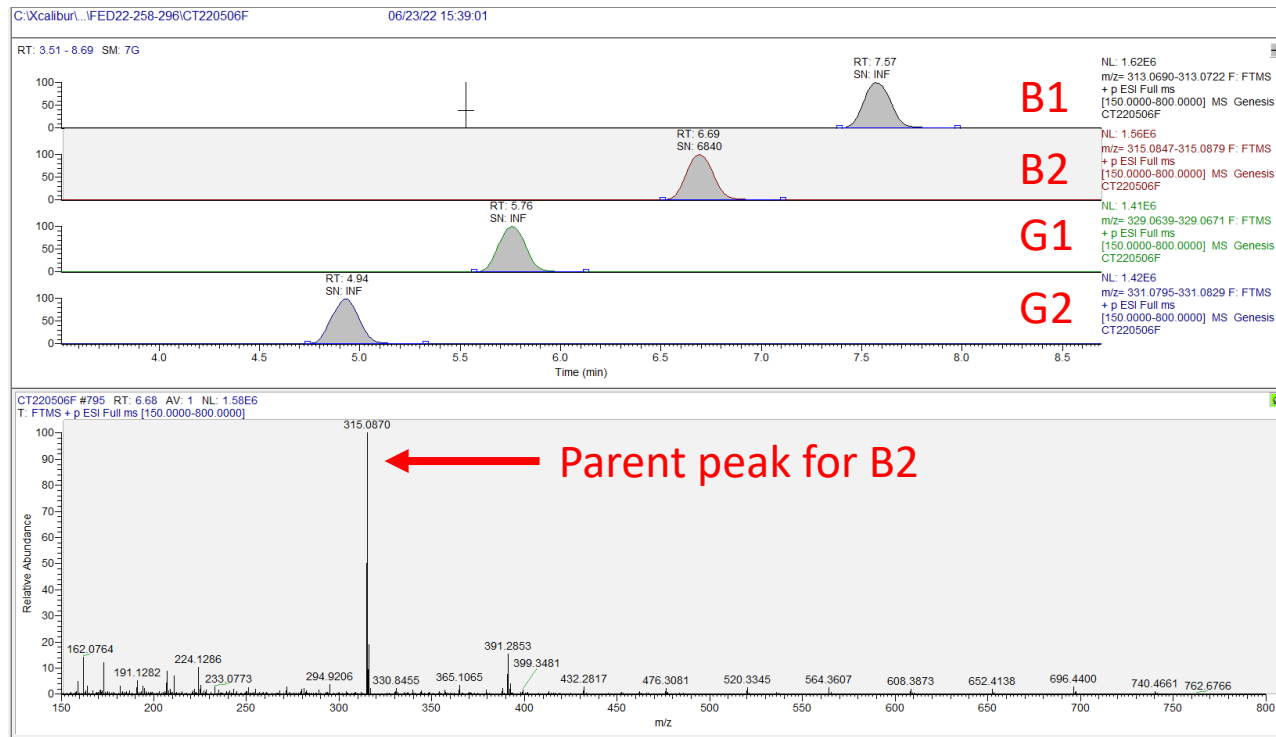 C:\Xcalibur\...\FED22-258-296\CT220506F 06/23/22 15:39:01
RT: 3.51 - 8.69 SM: 7G
RT: 7.57
SN: INF
100
50
0
B1
NL: 1.62E6
m/z= 313.0690-313.0722 F: FTMS
+ p ESI Full ms
[150.0000-800.0000] MS Genesis
CT220506F
RT: 6.69
SN: 6840
100
50
0
B2
NL: 1.56E6
m/z= 315.0847-315.0879 F: FTMS
+ p ESI Full ms
[150.0000-800.0000] MS Genesis
CT220506F
RT: 5.76
SN: INF
100
50
0
G1
NL: 1.41E6
m/z= 329.0639-329.0671 F: FTMS
+ p ESI Full ms
[150.0000-800.0000] MS Genesis
CT220506F
RT: 4.94
SN: INF
100
50
0
G2
NL: 1.42E6
m/z= 331.0795-331.0829 F: FTMS
+ p ESI Full ms
[150.0000-800.0000] MS Genesis
CT220506F
4.0 4.5 5.0 5.5 6.0 6.5 7.0 7.5 8.0 8.5
Time (min)
CT220506F #795 RT: 6.68 AV: 1 NL: 1.58E6
T: FTMS + p ESI Full ms [150.0000-800.0000]
315.0870
Parent peak for B2
100
90
80
70
60
50
40
30
20
10
0
Relative Abundance
162.0764
191.1282
224.1286
233.0773
294.9206
330.8455
365.1065
391.2853
399.3481
432.2817
476.3081
520.3345
564.3607
608.3873
652.4138
696.4400
740.4661
762.6766
150 200 250 300 350 400 450 500 550 600 650 700 750 800
m/z